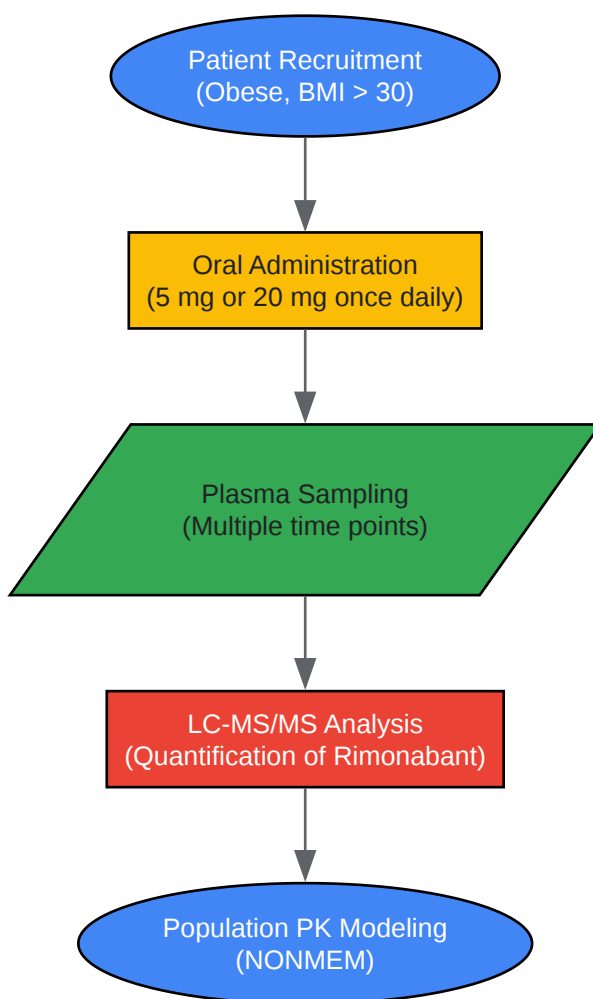 Patient Recruitment
(Obese, BMI > 30)
Oral Administration
(5 mg or 20 mg once daily)
Plasma Sampling
(Multiple time points)
LC-MS/MS Analysis
(Quantification of Rimonabant)
Population PK Modeling
(NONMEM)